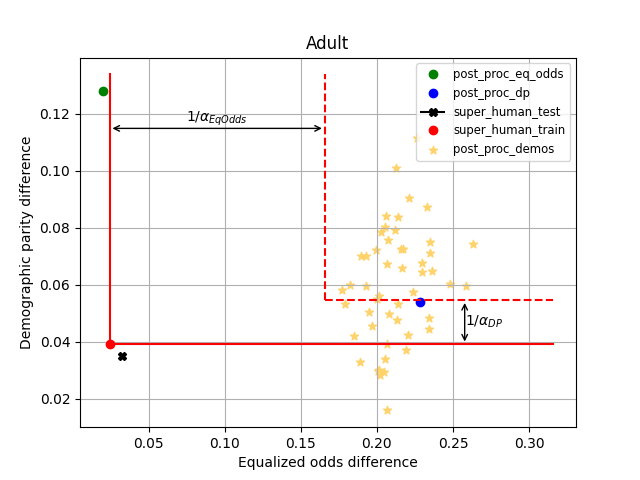 Adult
post_proc_eq_odds
post_proc_dp
super_human_test
super_human_train
post_proc_demos
1/α_EqOdds
1/α_DP
0.12
0.10
0.08
0.06
0.04
0.02
Demographic parity difference
0.05
0.10
0.15
0.20
0.25
0.30
Equalized odds difference